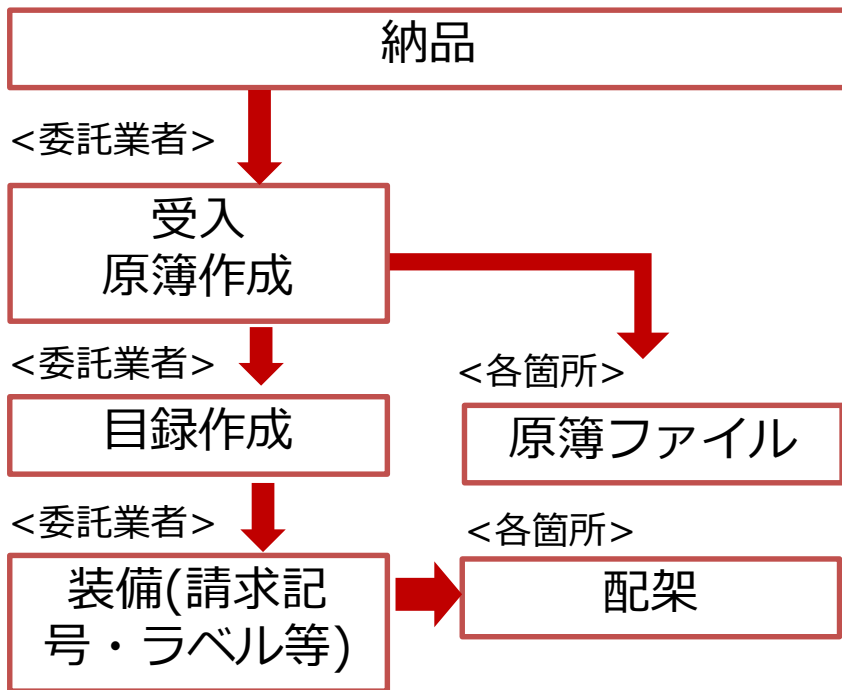 納品
<委託業者>
受入
原簿作成
<委託業者>
<各箇所>
目録作成
原簿ファイル
<委託業者>
<各箇所>
装備(請求記
号・ラベル等)
配架